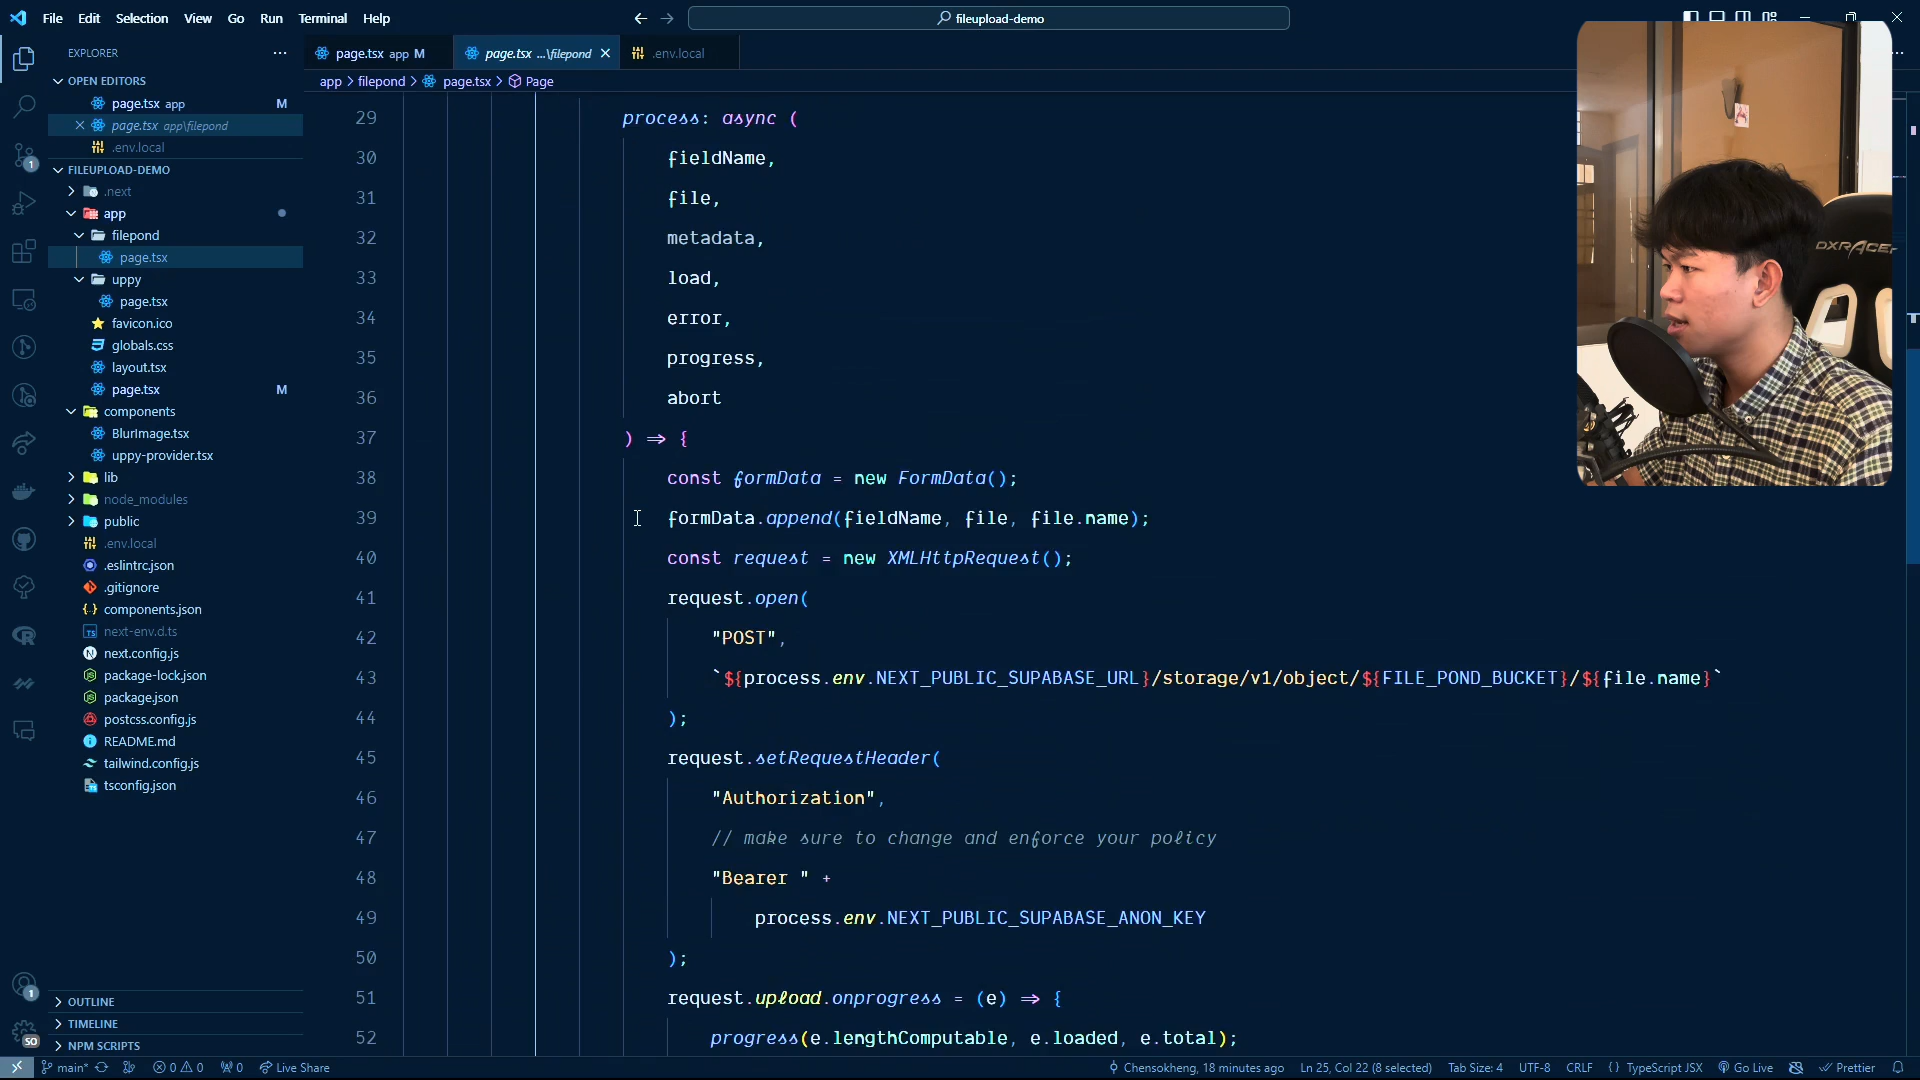 File Edit Selection View Go Run Terminal Help
fileupload-demo
EXPLORER
page.tsx app M
page.tsx ...\filepond
.env.local
OPEN EDITORS
app > filepond > page.tsx > Page
page.tsx app M
page.tsx app\filepond
.env.local
FILEUPLOAD-DEMO
.next
app
filepond
page.tsx
uppy
page.tsx
favicon.ico
globals.css
layout.tsx
page.tsx M
components
BlurImage.tsx
uppy-provider.tsx
lib
node_modules
public
.env.local
.eslintrc.json
.gitignore
components.json
next-env.d.ts
next.config.js
package-lock.json
package.json
postcss.config.js
README.md
tailwind.config.js
tsconfig.json
OUTLINE
TIMELINE
NPM SCRIPTS
29 process: async (
30 fieldName,
31 file,
32 metadata,
33 load,
34 error,
35 progress,
36 abort
37 ) => {
38 const formData = new FormData();
39 formData.append(fieldName, file, file.name);
40 const request = new XMLHttpRequest();
41 request.open(
42 "POST",
43 `${process.env.NEXT_PUBLIC_SUPABASE_URL}/storage/v1/object/${FILE_POND_BUCKET}/${file.name}`
44 );
45 request.setRequestHeader(
46 "Authorization",
47 // make sure to change and enforce your policy
48 "Bearer " +
49 process.env.NEXT_PUBLIC_SUPABASE_ANON_KEY
50 );
51 request.upload.onprogress = (e) => {
52 progress(e.lengthComputable, e.loaded, e.total);
DXRACER
1
1
SO
main* 0 0 0 Live Share Chensokheng, 18 minutes ago Ln 25, Col 22 (8 selected) Tab Size: 4 UTF-8 CRLF {} TypeScript JSX Go Live Prettier